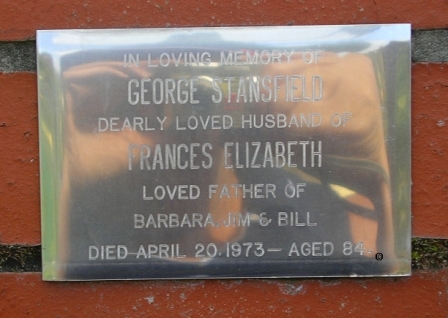 IN LOVING MEMORY OF
GEORGE STANSFIELD
DEARLY LOVED HUSBAND OF
FRANCES ELIZABETH
LOVED FATHER OF
BARBARA, JIM & BILL
DIED APRIL 20, 1973 — AGED 84.